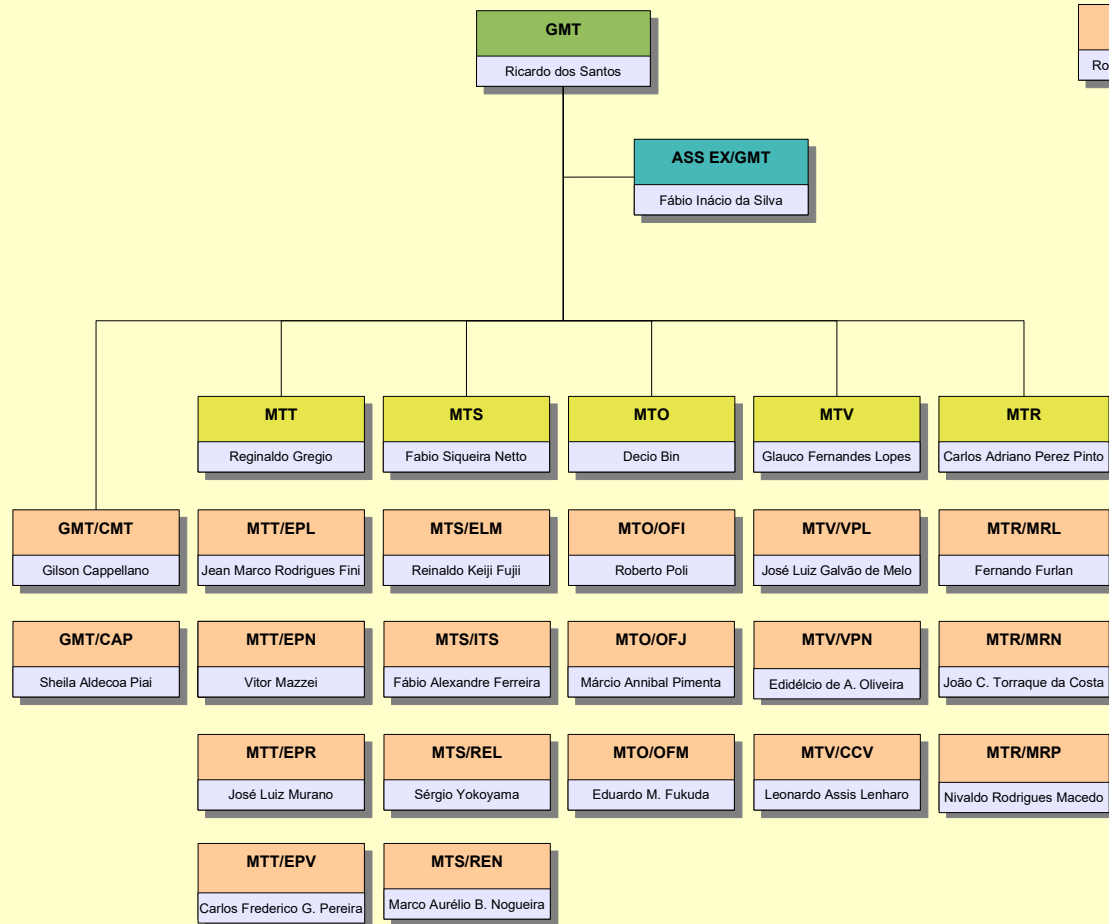 GMT
Ricardo dos Santos
ASS EX/GMT
Fábio Inácio da Silva
MTT
Reginaldo Gregio
MTS
Fabio Siqueira Netto
MTO
Decio Bin
MTV
Glauco Fernandes Lopes
MTR
Carlos Adriano Perez Pinto
GMT/CMT
Gilson Cappellano
MTT/EPL
Jean Marco Rodrigues Fini
MTS/ELM
Reinaldo Keiji Fujii
MTO/OFI
Roberto Poli
MTV/VPL
José Luiz Galvão de Melo
MTR/MRL
Fernando Furlan
GMT/CAP
Sheila Aldecoa Piai
MTT/EPN
Vitor Mazzei
MTS/ITS
Fábio Alexandre Ferreira
MTO/OFJ
Márcio Annibal Pimenta
MTV/VPN
Edidélcio de A. Oliveira
MTR/MRN
João C. Torraque da Costa
MTT/EPR
José Luiz Murano
MTS/REL
Sérgio Yokoyama
MTO/OFM
Eduardo M. Fukuda
MTV/CCV
Leonardo Assis Lenharo
MTR/MRP
Nivaldo Rodrigues Macedo
MTT/EPV
Carlos Frederico G. Pereira
MTS/REN
Marco Aurélio B. Nogueira